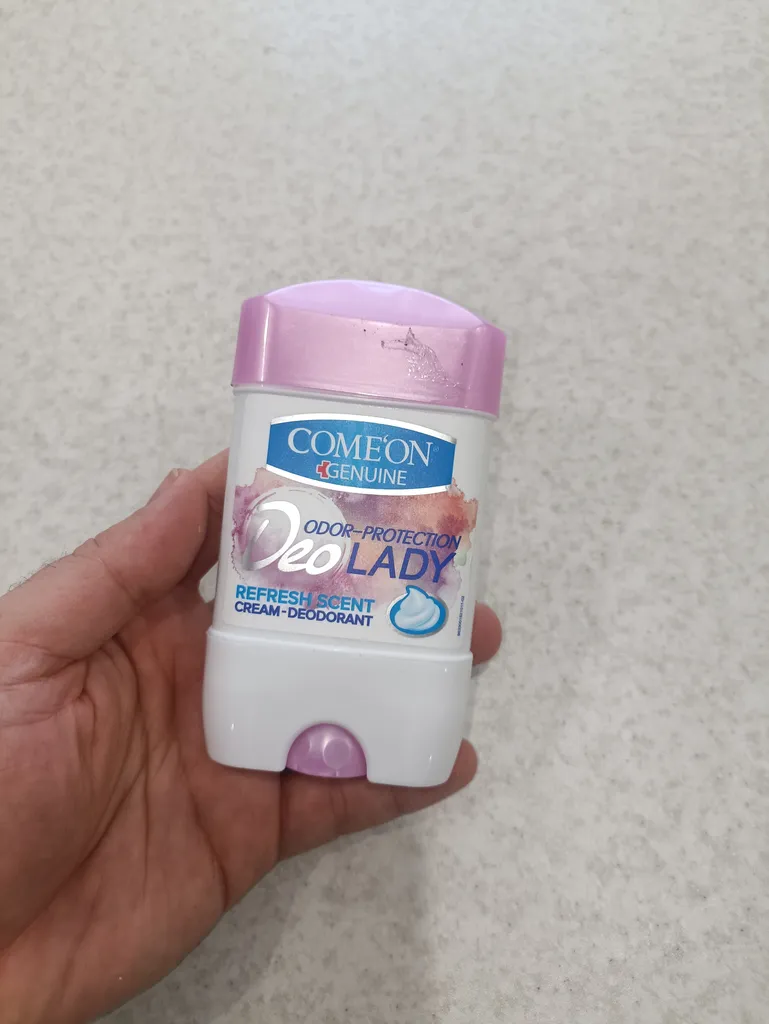 COME'ON®
GENUINE
ODOR-PROTECTION
Deo LADY
REFRESH SCENT
CREAM-DEODORANT